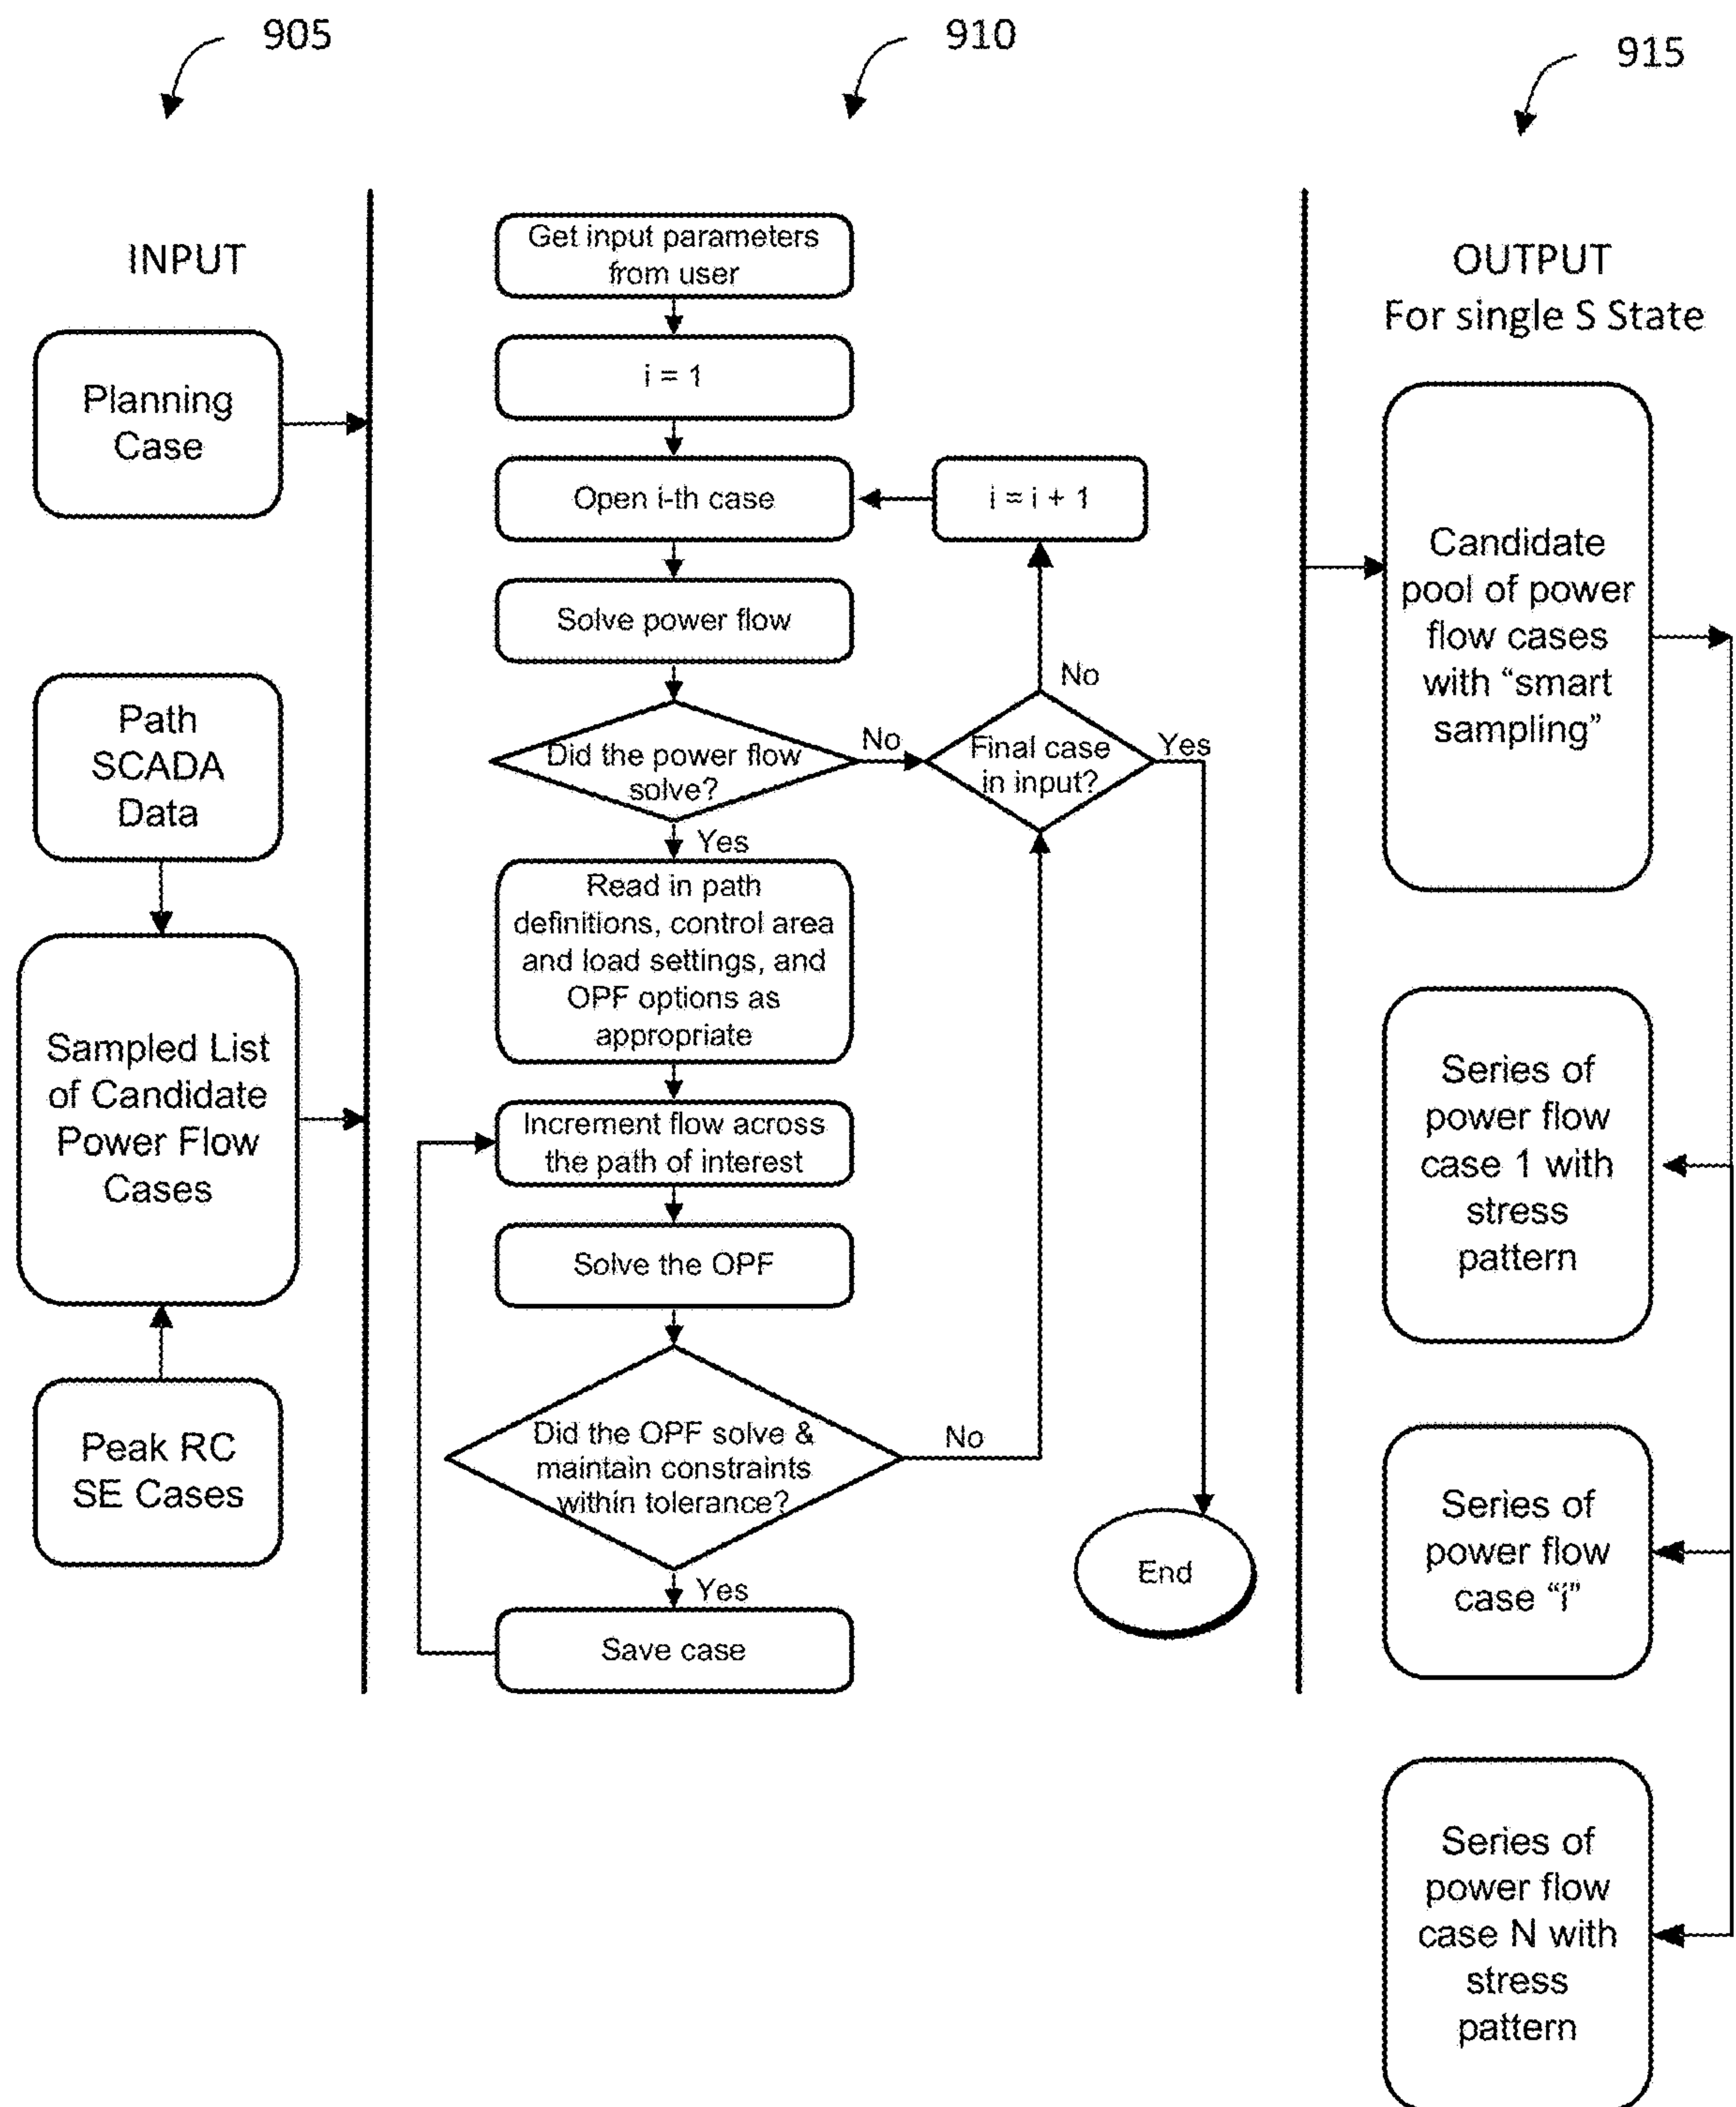 905
910
915
INPUT
Planning
Case
Path
SCADA
Data
Sampled List
of Candidate
Power Flow
Cases
Peak RC
SE Cases
Get input parameters
from user
i = 1
Open i-th case
i = i + 1
Solve power flow
No
Did the power flow
solve?
No
Final case
in input?
Yes
Yes
Read in path
definitions, control area
and load settings, and
OPF options as
appropriate
Increment flow across
the path of interest
Solve the OPF
Did the OPF solve &
maintain constraints
within tolerance?
No
Yes
Save case
End
OUTPUT
For single S State
Candidate
pool of power
flow cases
with “smart
sampling”
Series of
power flow
case 1 with
stress
pattern
Series of
power flow
case “i”
Series of
power flow
case N with
stress
pattern